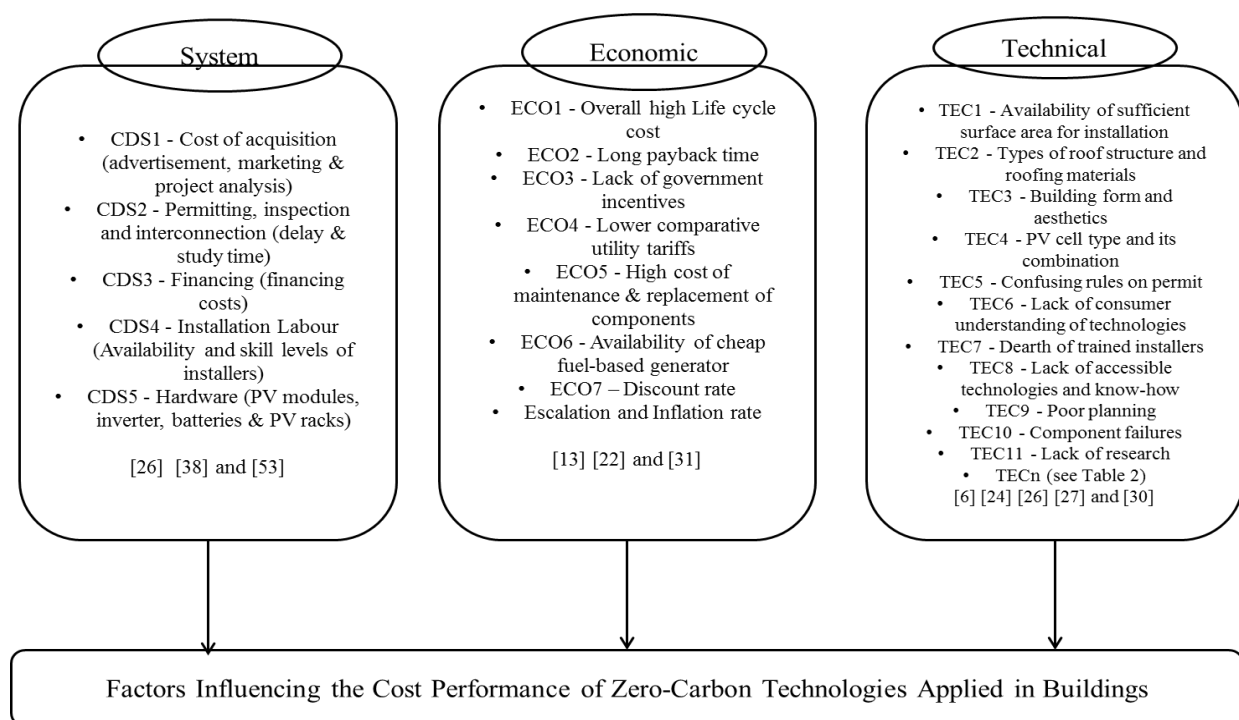 System
• CDS1 - Cost of acquisition
(advertisement, marketing &
project analysis)
• CDS2 - Permitting, inspection
and interconnection (delay &
study time)
• CDS3 - Financing (financing
costs)
• CDS4 - Installation Labour
(Availability and skill levels of
installers)
• CDS5 - Hardware (PV modules,
inverter, batteries & PV racks)
[26] [38] and [53]
Economic
• ECO1 - Overall high Life cycle
cost
• ECO2 - Long payback time
• ECO3 - Lack of government
incentives
• ECO4 - Lower comparative
utility tariffs
• ECO5 - High cost of
maintenance & replacement of
components
• ECO6 - Availability of cheap
fuel-based generator
• ECO7 – Discount rate
• Escalation and Inflation rate
[13] [22] and [31]
Technical
• TEC1 - Availability of sufficient
surface area for installation
• TEC2 - Types of roof structure and
roofing materials
• TEC3 - Building form and
aesthetics
• TEC4 - PV cell type and its
combination
• TEC5 - Confusing rules on permit
• TEC6 - Lack of consumer
understanding of technologies
• TEC7 - Dearth of trained installers
• TEC8 - Lack of accessible
technologies and know-how
• TEC9 - Poor planning
• TEC10 - Component failures
• TEC11 - Lack of research
• TECn (see Table 2)
[6] [24] [26] [27] and [30]
Factors Influencing the Cost Performance of Zero-Carbon Technologies Applied in Buildings